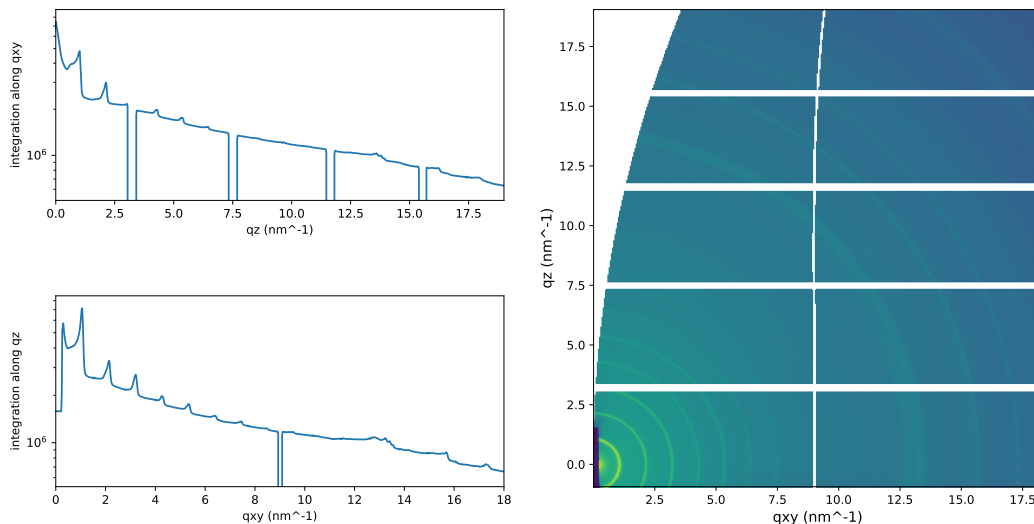 integration along qxy
10^6
0.0 2.5 5.0 7.5 10.0 12.5 15.0 17.5
qz (nm^-1)
integration along qz
10^6
0 2 4 6 8 10 12 14 16 18
qxy (nm^-1)
qz (nm^-1)
17.5
15.0
12.5
10.0
7.5
5.0
2.5
0.0
2.5 5.0 7.5 10.0 12.5 15.0 17.5
qxy (nm^-1)